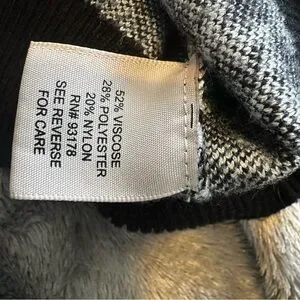 52% VISCOSE
28% POLYESTER
20% NYLON
RN# 93178
SEE REVERSE
FOR CARE